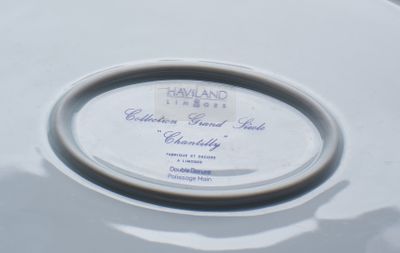 HAVILAND
LIMOGES
Collection Grand Siècle
"Chantilly"
FABRIQUÉ ET DÉCORÉ
A LIMOGES
Double Dorure
Polissage Main